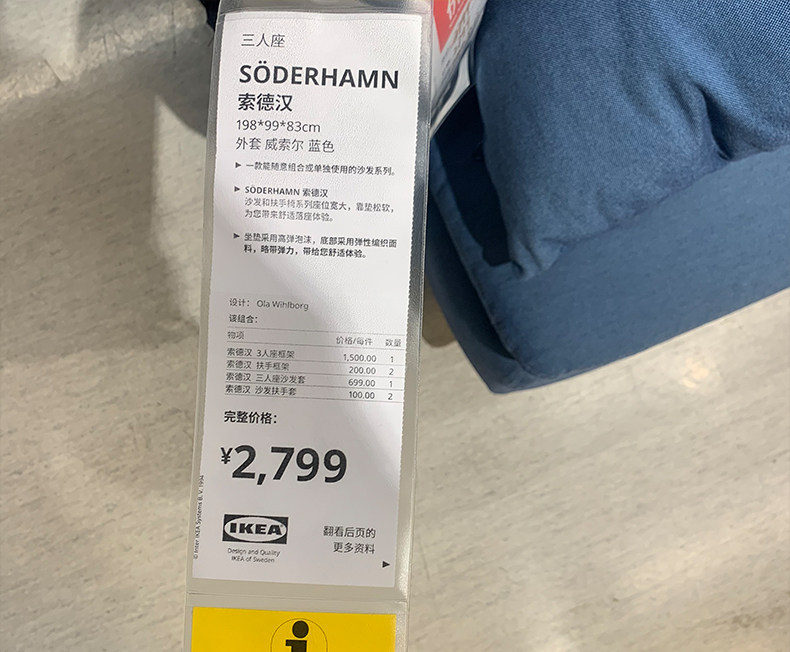 三人座
SÖDERHAMN
索德汉
198*99*83cm
外套 威索尔 蓝色
▶ 一款能随意组合或单独使用的沙发系列。
▶ SÖDERHAMN 索德汉
沙发和扶手椅系列座位宽大，靠垫松软，
为您带来舒适落座体验。
▶ 坐垫采用高弹泡沫，底部采用弹性编织面
料，略带弹力，带给您舒适体验。
设计： Ola Wihlborg
该组合：
物项 价格/每件 数量
索德汉 3人座框架 1,500.00 1
索德汉 扶手框架 200.00 2
索德汉 三人座沙发套 699.00 1
索德汉 沙发扶手套 100.00 2
完整价格：
¥2,799
IKEA
Design and Quality
IKEA of Sweden
翻看后页的
更多资料
▶
© Inter IKEA Systems B. V. 1994
i